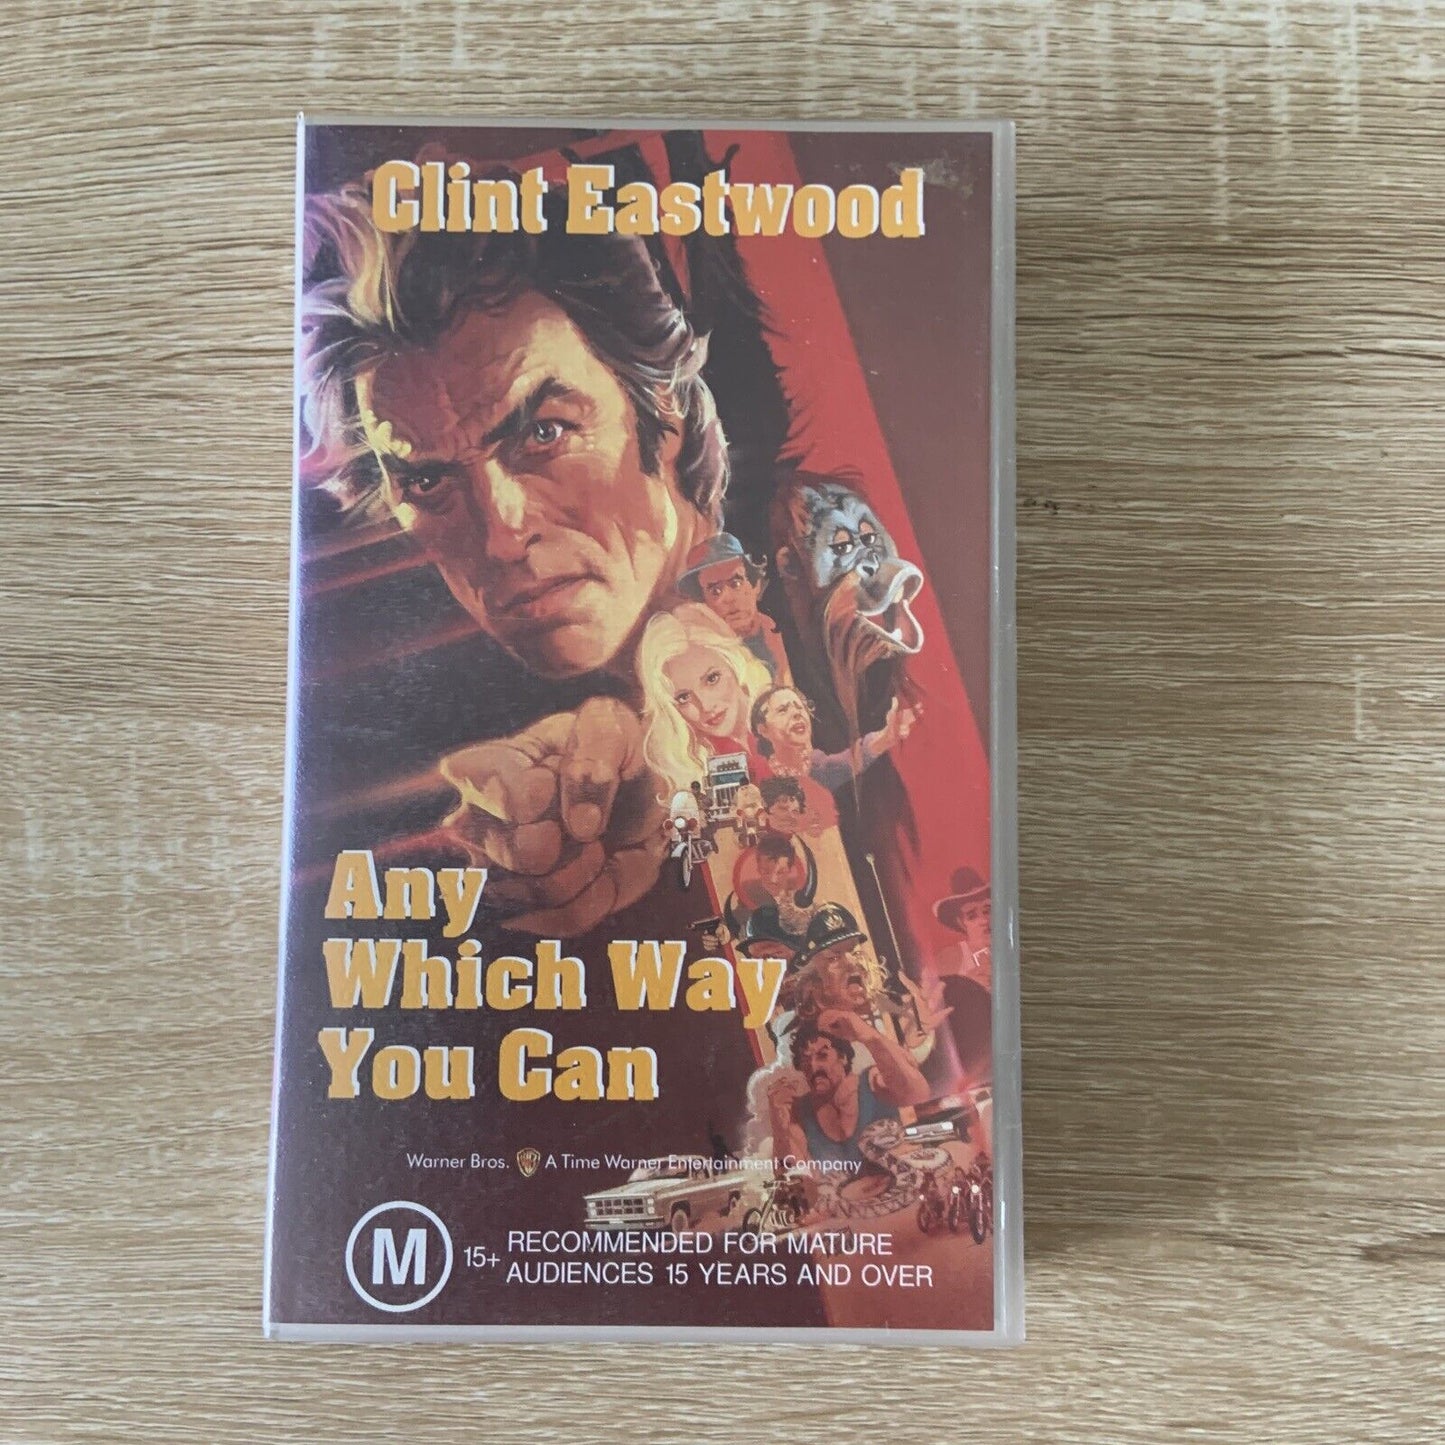 Clint Eastwood
Any
Which Way
You Can
Warner Bros. A Time Warner Entertainment Company
M 15+ RECOMMENDED FOR MATURE
AUDIENCES 15 YEARS AND OVER